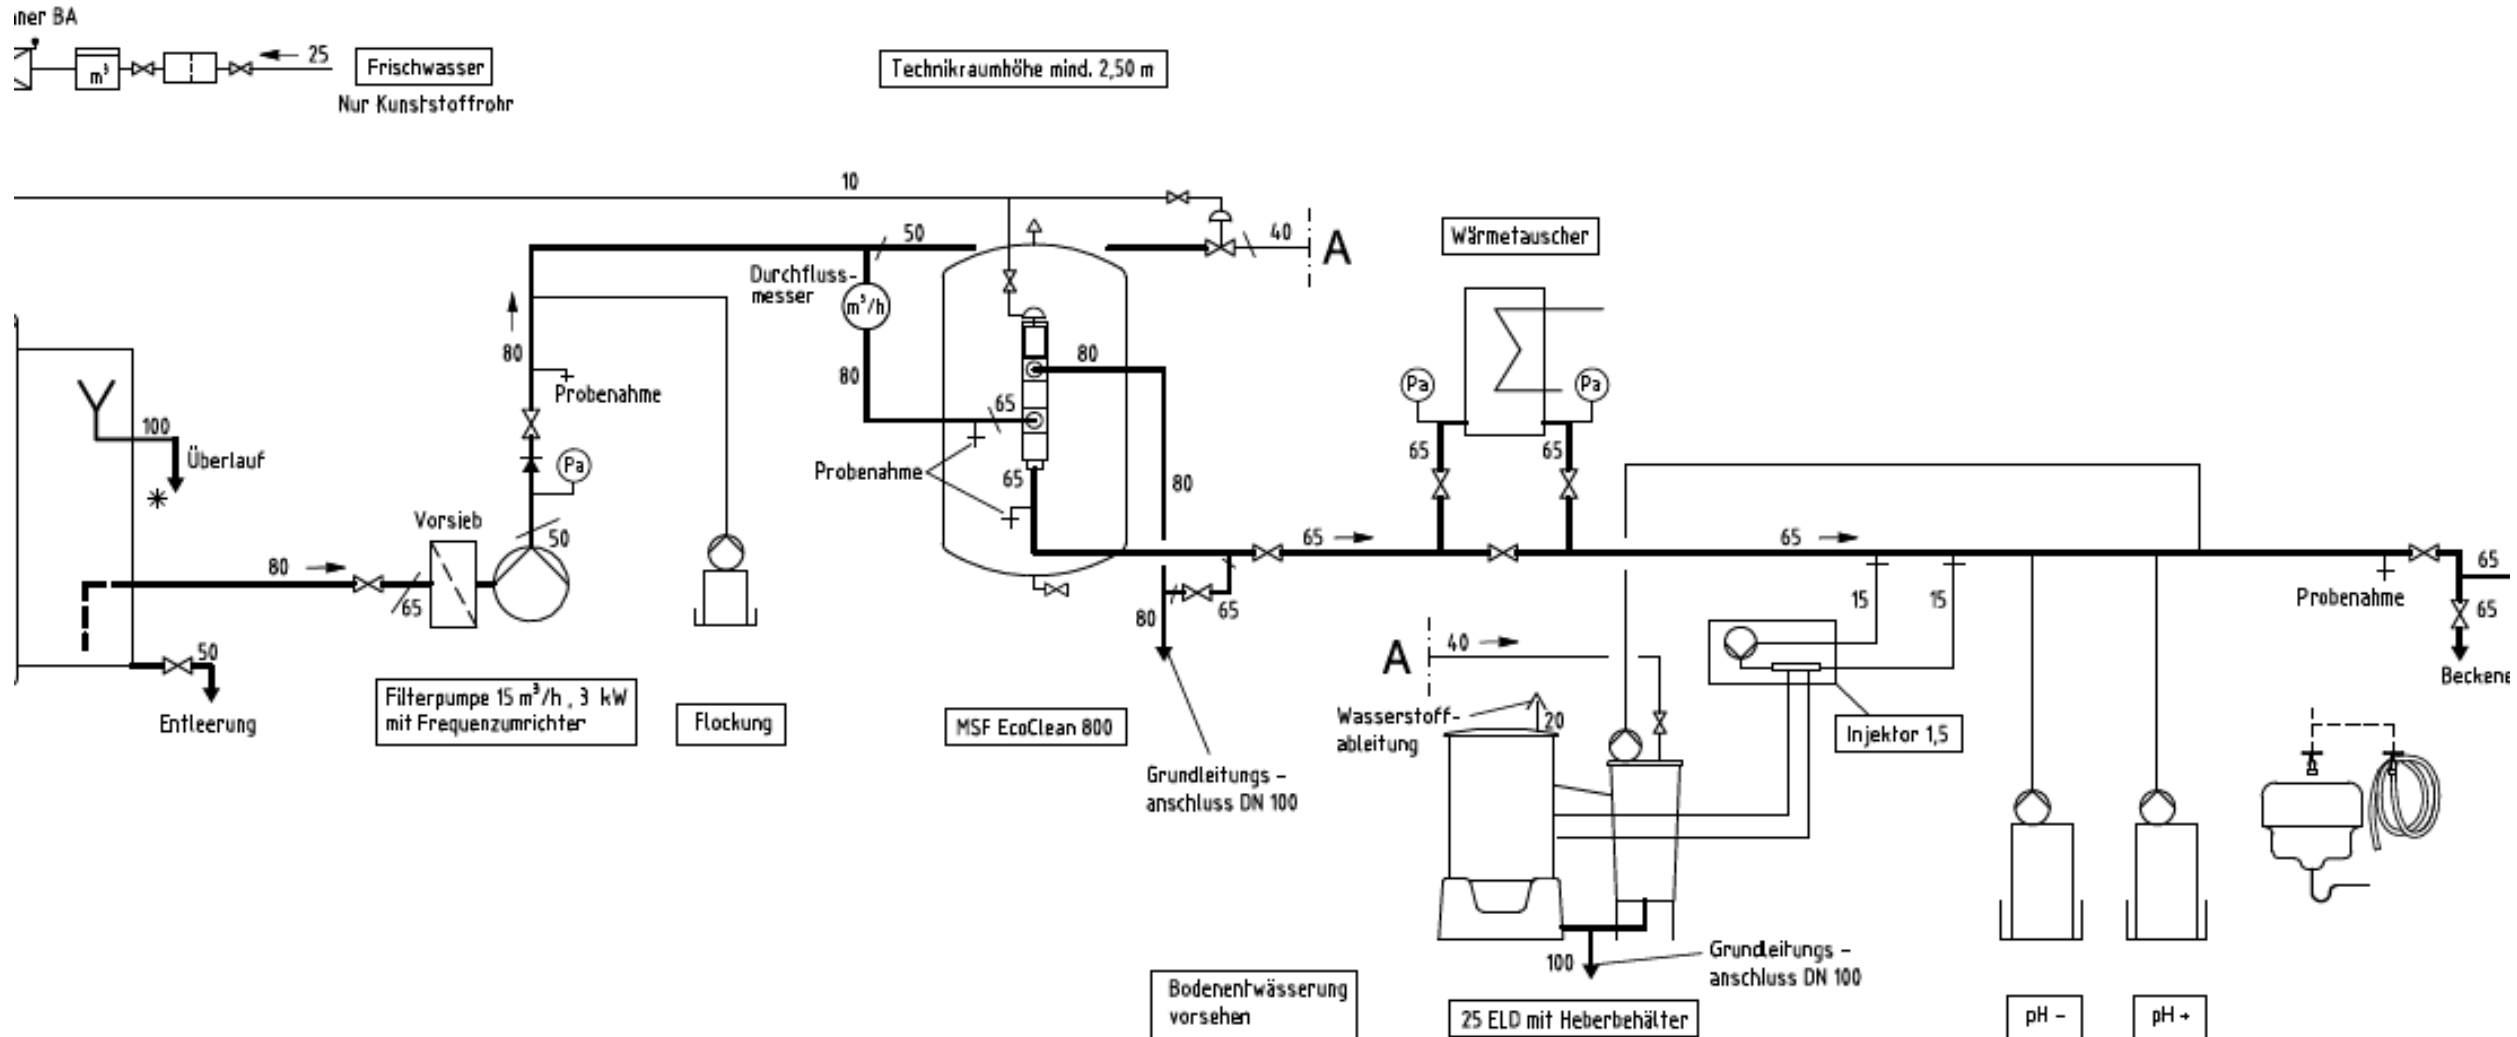 BA
25
Frischwasser
Nur Kunststoffrohr
m³
Technikraumhöhe mind. 2,50 m
10
50
40
A
Wärmetauscher
Durchfluss-
messer
m³/h
80
80
80
Probenahme
65
Pa
Pa
Pa
100
Überlauf
65
65
Probenahme
65
80
Vorsieb
50
80
65
65
65
65
Probenahme
65
65
15
15
80
65
A
40
50
Entleerung
Filterpumpe 15 m³/h , 3 kW
mit Frequenzumrichter
Flockung
MSF EcoClean 800
Wasserstoff-
ableitung
20
Injektor 1,5
Grundleitungs -
anschluss DN 100
100
Grundleitungs -
anschluss DN 100
Bodenentwässerung
vorsehen
25 ELD mit Heberbehälter
pH -
pH +